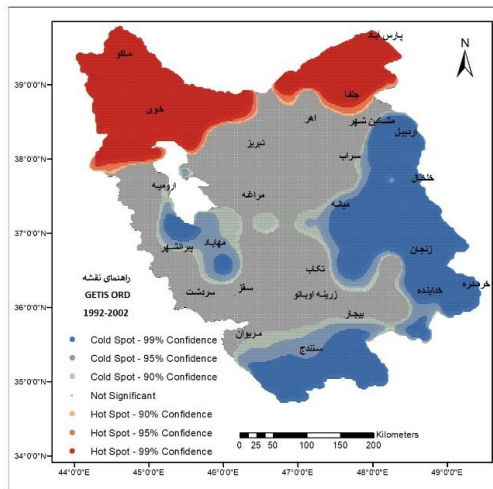 پارس آباد
ماکو
N
39°0'0"N
خوی
جلفا
اهر
مشکین شهر
اردبیل
تبریز
38°0'0"N
سراب
خلخال
ارومیه
مراغه
میانه
37°0'0"N
مهاباد
پیرانشهر
زنجان
تکاب
خدابنده
خرمدره
راهنمای نقشه
GETIS ORD
1992-2002
سقز
سردشت
زرینه اوباتو
36°0'0"N
بیجار
مریوان
سنندج
Cold Spot - 99% Confidence
Cold Spot - 95% Confidence
Cold Spot - 90% Confidence
35°0'0"N
Not Significant
Hot Spot - 90% Confidence
Hot Spot - 95% Confidence
Hot Spot - 99% Confidence
Kilometers
0 25 50 100 150 200
34°0'0"N
44°0'0"E 45°0'0"E 46°0'0"E 47°0'0"E 48°0'0"E 49°0'0"E